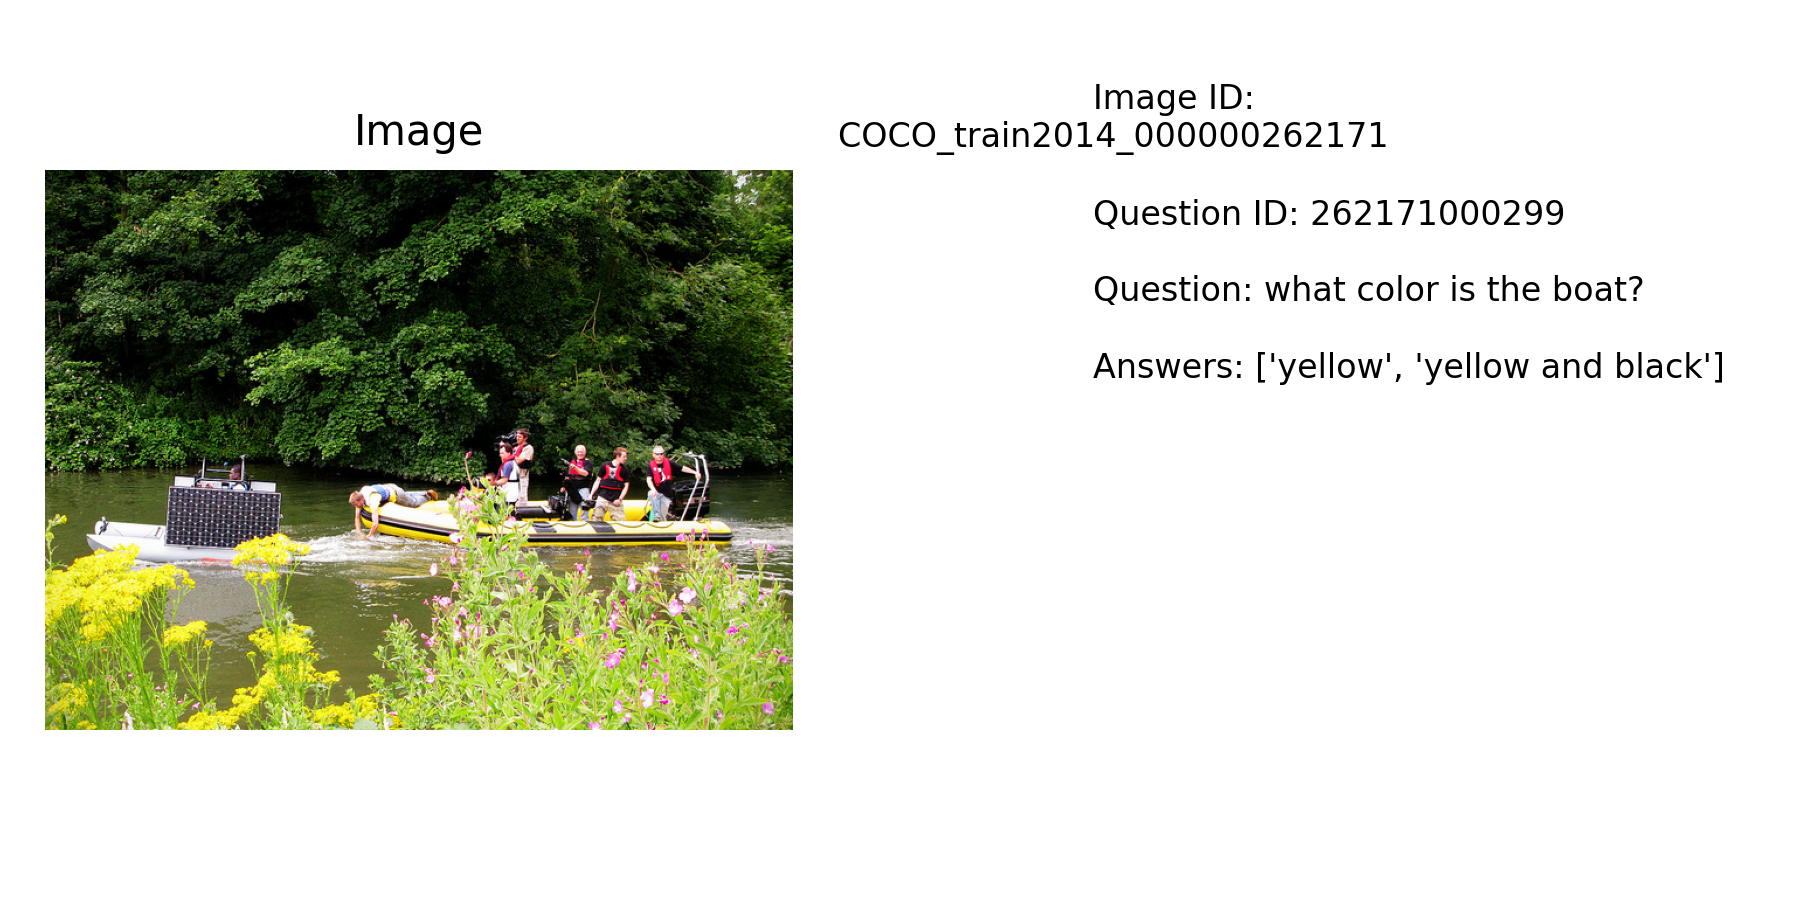 Image
Image ID:
COCO_train2014_000000262171
Question ID: 262171000299
Question: what color is the boat?
Answers: ['yellow', 'yellow and black']